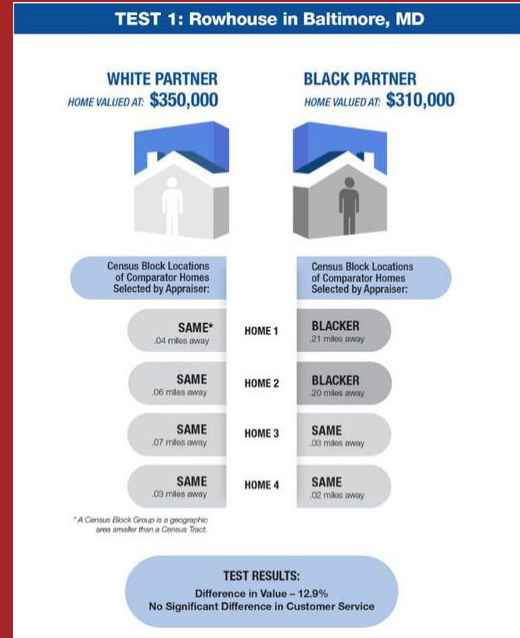 TEST 1: Rowhouse in Baltimore, MD
WHITE PARTNER
HOME VALUED AT: $350,000
BLACK PARTNER
HOME VALUED AT: $310,000
Census Block Locations
of Comparator Homes
Selected by Appraiser:
Census Block Locations
of Comparator Homes
Selected by Appraiser:
SAME*
.04 miles away
HOME 1
BLACKER
.21 miles away
SAME
.06 miles away
HOME 2
BLACKER
.20 miles away
SAME
.07 miles away
HOME 3
SAME
.03 miles away
SAME
.03 miles away
HOME 4
SAME
.02 miles away
* A Census Block Group is a geographic
area smaller than a Census Tract.
TEST RESULTS:
Difference in Value – 12.9%
No Significant Difference in Customer Service